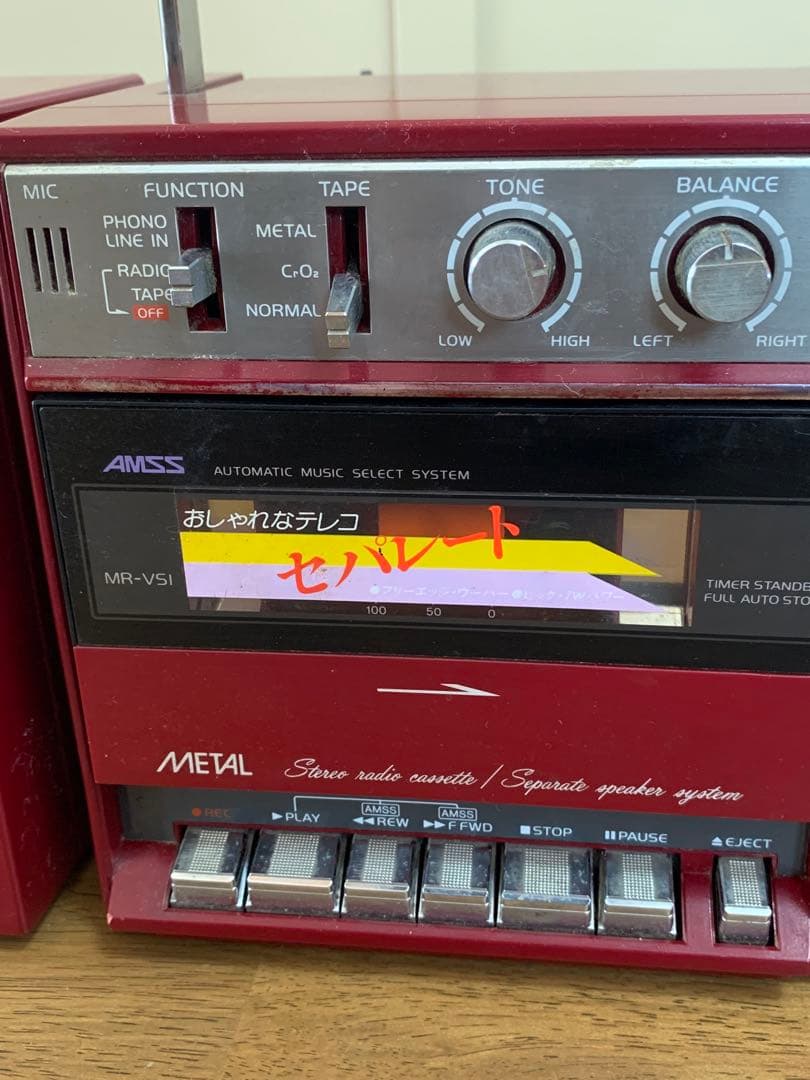 MIC FUNCTION TAPE TONE BALANCE
PHONO
LINE IN
RADIO
TAPE
OFF
METAL
CrO₂
NORMAL
LOW HIGH
LEFT RIGHT
AMSS AUTOMATIC MUSIC SELECT SYSTEM
おしゃれなテレコ
セパレート
MR-VS1
100 50 0
TIMER STANDB
FULL AUTO STO
METAL Stereo radio cassette / Separate speaker system
AMSS AMSS
●REC ▶PLAY ◀◀REW ▶▶F FWD ■STOP ❚❚PAUSE ▲EJECT